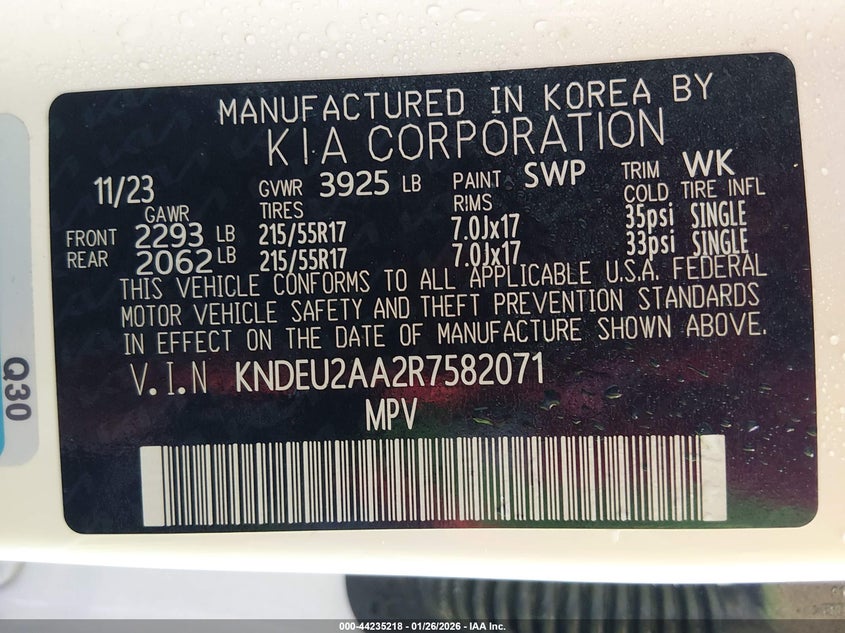 MANUFACTURED IN KOREA BY
KIA CORPORATION
11/23 GVWR 3925 LB PAINT SWP TRIM WK
GAWR TIRES RIMS COLD TIRE INFL
FRONT 2293 LB 215/55R17 7.0Jx17 35psi SINGLE
REAR 2062 LB 215/55R17 7.0Jx17 33psi SINGLE
THIS VEHICLE CONFORMS TO ALL APPLICABLE U.S.A. FEDERAL
MOTOR VEHICLE SAFETY AND THEFT PREVENTION STANDARDS
IN EFFECT ON THE DATE OF MANUFACTURE SHOWN ABOVE.
V.I.N KNDEU2AA2R7582071
MPV
Q30
000-44235218 - 01/26/2026 - IAA Inc.